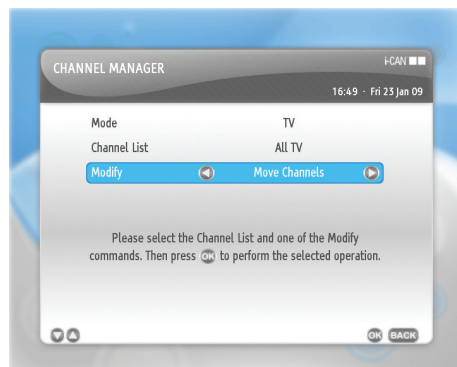 CHANNEL MANAGER
i-CAN
16:49 · Fri 23 Jan 09
Mode TV
Channel List All TV
Modify Move Channels
Please select the Channel List and one of the Modify
commands. Then press OK to perform the selected operation.
OK BACK